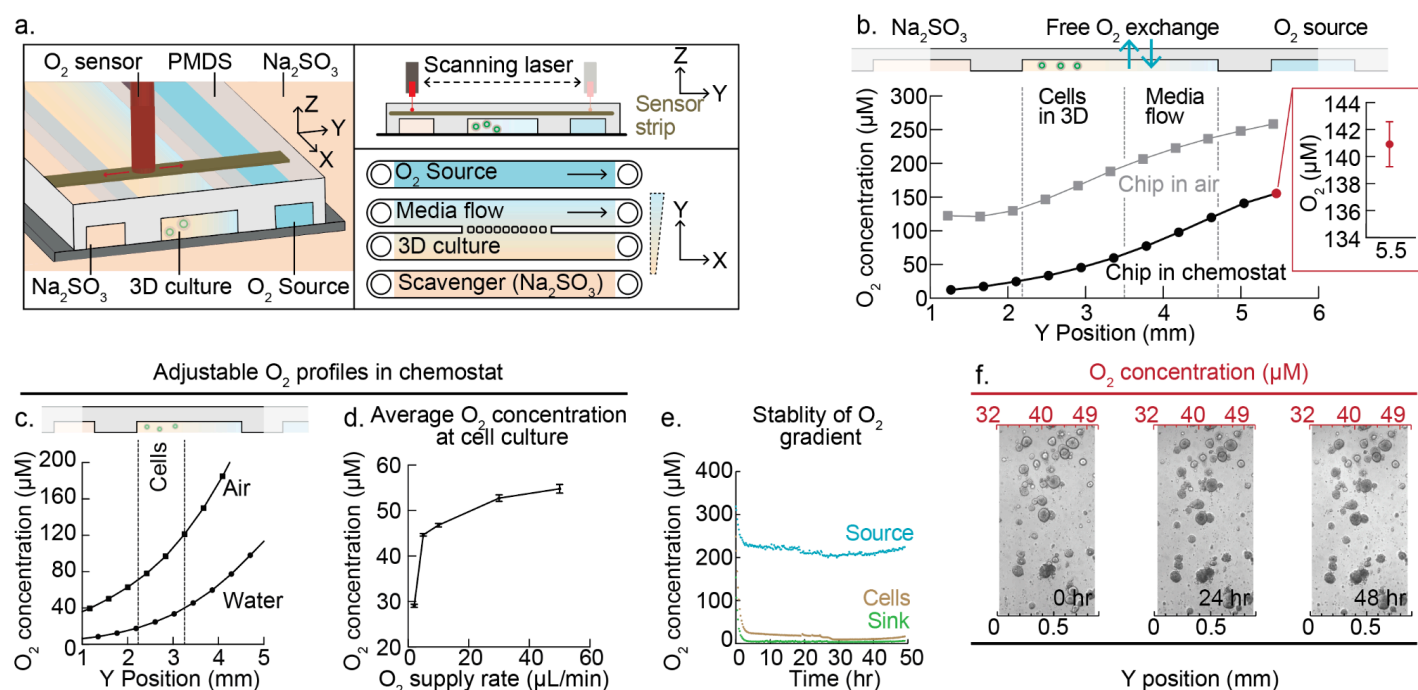 a.
O₂ sensor PMDS Na₂SO₃
Z
Y
X
Na₂SO₃ 3D culture O₂ Source
Scanning laser
Z
Y
Sensor
strip
O₂ Source
Media flow
3D culture
Scavenger (Na₂SO₃)
Y
X
b.
Na₂SO₃ Free O₂ exchange O₂ source
O₂ concentration (µM)
300
250
200
150
100
50
0
Cells
in 3D
Media
flow
Chip in air
Chip in chemostat
1 2 3 4 5 6
Y Position (mm)
O₂ (µM)
144
142
140
138
136
134
5.5
Adjustable O₂ profiles in chemostat
c.
O₂ concentration (µM)
200
160
120
80
40
0
Cells
Air
Water
1 2 3 4 5
Y Position (mm)
d.
Average O₂ concentration
at cell culture
O₂ concentration (µM)
60
50
40
30
20
0 20 40 60
O₂ supply rate (µL/min)
e.
Stablity of O₂
gradient
O₂ concentration (µM)
400
300
200
100
0
Source
Cells
Sink
0 10 20 30 40 50
Time (hr)
f.
O₂ concentration (µM)
32 40 49 32 40 49 32 40 49
0 hr 24 hr 48 hr
0 0.5 0 0.5 0 0.5
Y position (mm)